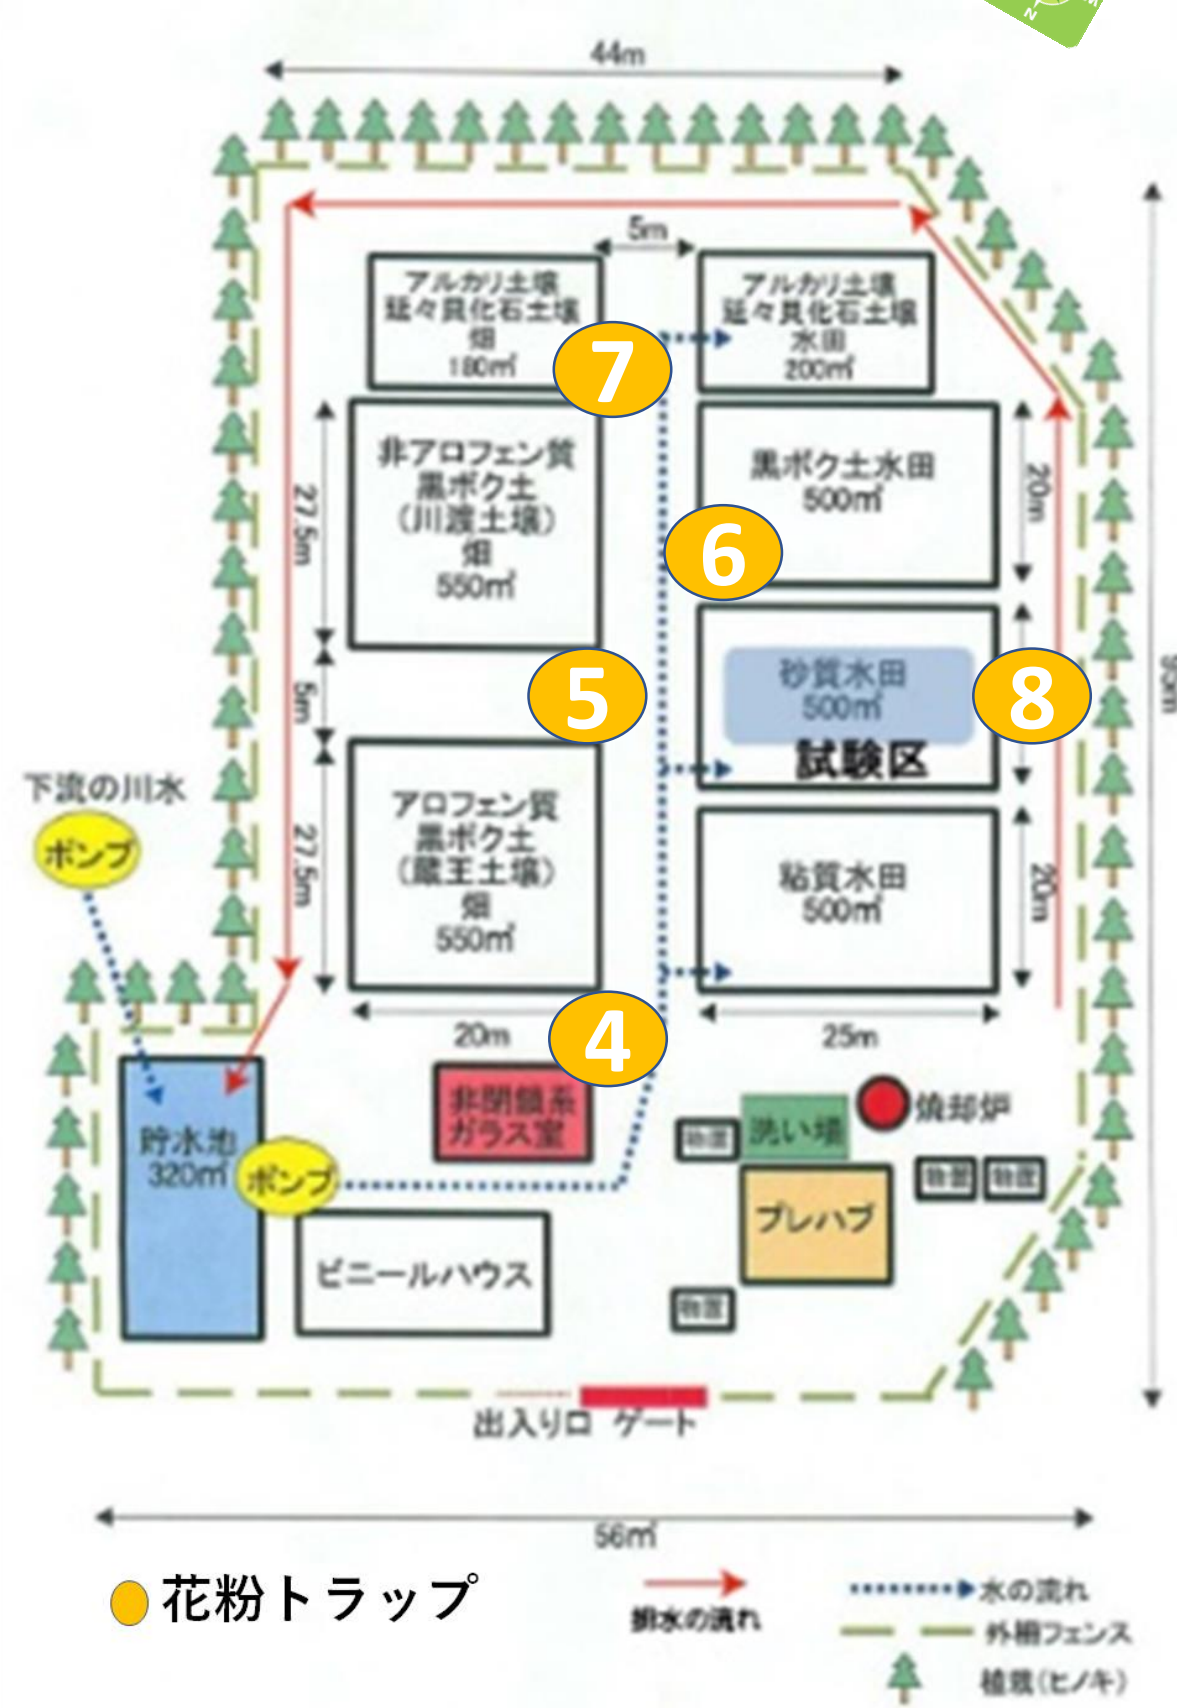 N
44m
5m
アルカリ土壌
延々貝化石土壌
畑
180㎡
アルカリ土壌
延々貝化石土壌
水田
200㎡
7
27.5m
非アロフェン質
黒ボク土
(川渡土壌)
畑
550㎡
黒ボク土水田
500㎡
20m
6
5m
5
砂質水田
500㎡
試験区
8
下流の川水
ポンプ
27.5m
アロフェン質
黒ボク土
(蔵王土壌)
畑
550㎡
粘質水田
500㎡
20m
20m
4
25m
非閉鎖系
ガラス室
貯水池
320㎡
ポンプ
物置
洗い場
焼却炉
物置
物置
プレハブ
ビニールハウス
物置
出入り口 ゲート
56㎡
花粉トラップ
排水の流れ
水の流れ
外柵フェンス
植栽(ヒノキ)